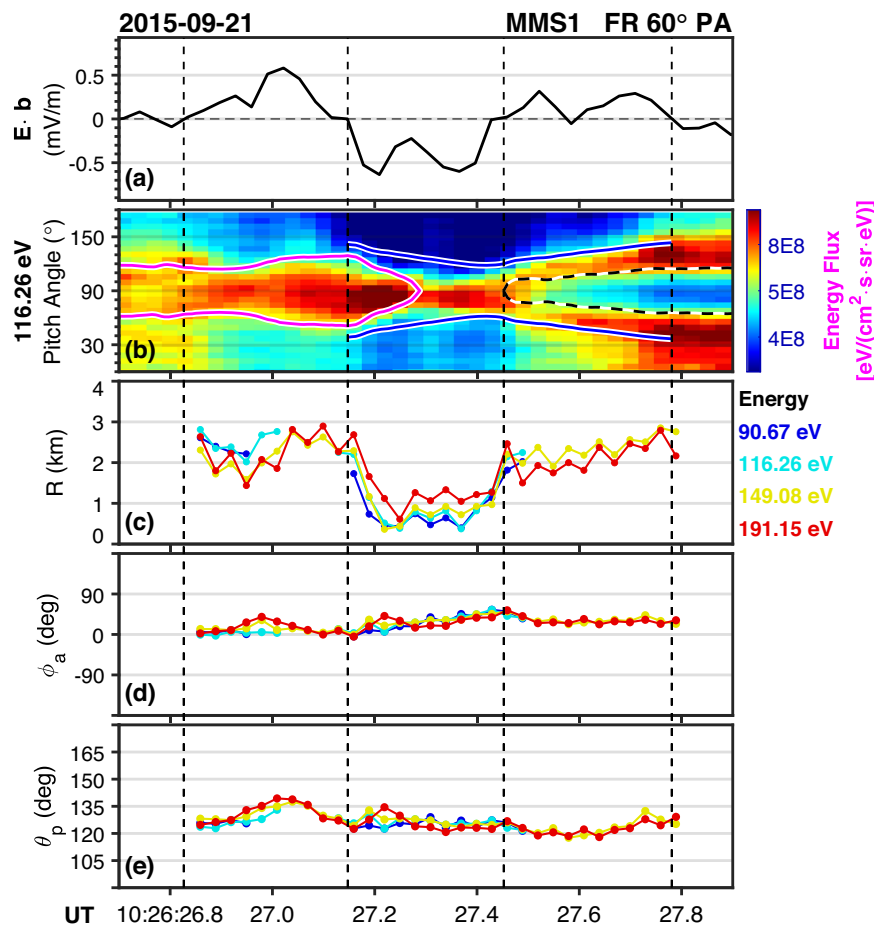 2015-09-21 MMS1 FR 60° PA
E · b
(mV/m)
0.5
0
-0.5
(a)
116.26 eV
Pitch Angle (°)
150
90
30
(b)
8E8
5E8
4E8
Energy Flux
[eV/(cm²·s·sr·eV)]
R (km)
4
3
2
1
0
(c)
Energy
90.67 eV
116.26 eV
149.08 eV
191.15 eV
ϕa (deg)
90
0
-90
(d)
θp (deg)
165
150
135
120
105
(e)
UT 10:26:26.8 27.0 27.2 27.4 27.6 27.8